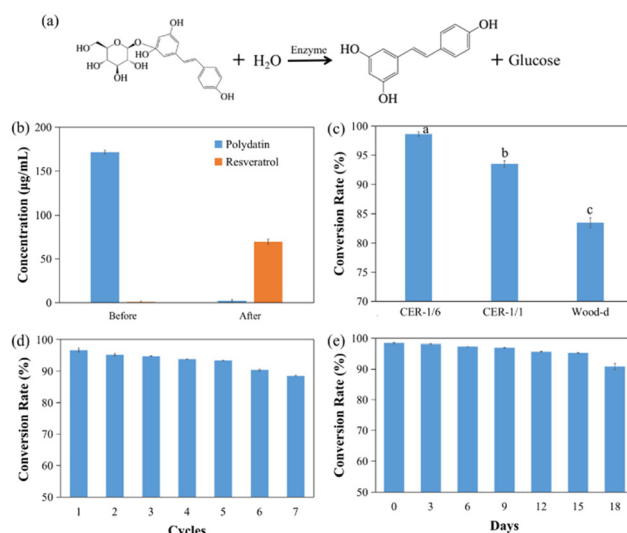 (a)
HO
O
O
OH
HO
OH
OH
OH
OH
+ H₂O
Enzyme
HO
OH
OH
+ Glucose
(b)
200
150
100
50
0
Concentration (µg/mL)
Polydatin
Resveratrol
Before
After
(c)
100
95
90
85
80
75
70
Conversion Rate (%)
a
b
c
CER-1/6
CER-1/1
Wood-d
(d)
100
90
80
70
60
50
Conversion Rate (%)
1 2 3 4 5 6 7
Cycles
(e)
100
90
80
70
60
50
Conversion Rate (%)
0 3 6 9 12 15 18
Days